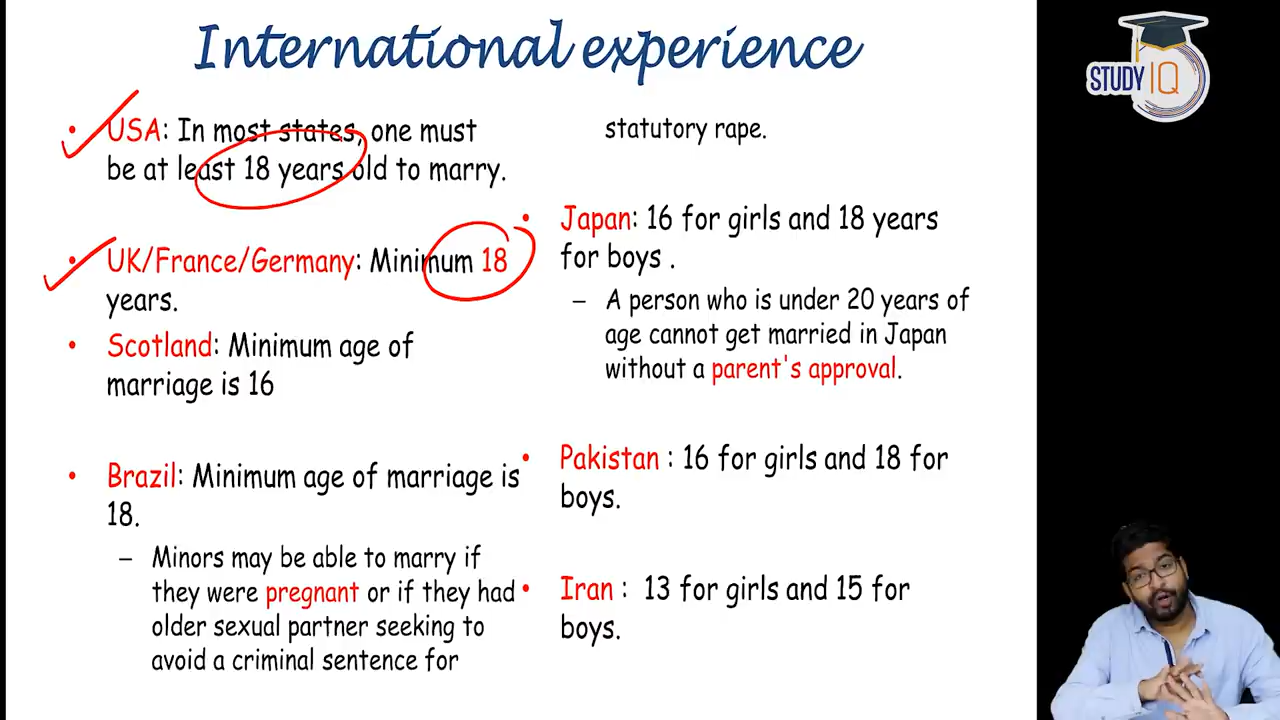 International experience
• USA: In most states, one must
be at least 18 years old to marry.
• UK/France/Germany: Minimum 18
years.
• Scotland: Minimum age of
marriage is 16
• Brazil: Minimum age of marriage is
18.
– Minors may be able to marry if
they were pregnant or if they had
older sexual partner seeking to
avoid a criminal sentence for
statutory rape.
• Japan: 16 for girls and 18 years
for boys .
– A person who is under 20 years of
age cannot get married in Japan
without a parent's approval.
• Pakistan : 16 for girls and 18 for
boys.
• Iran : 13 for girls and 15 for
boys.
STUDY IQ